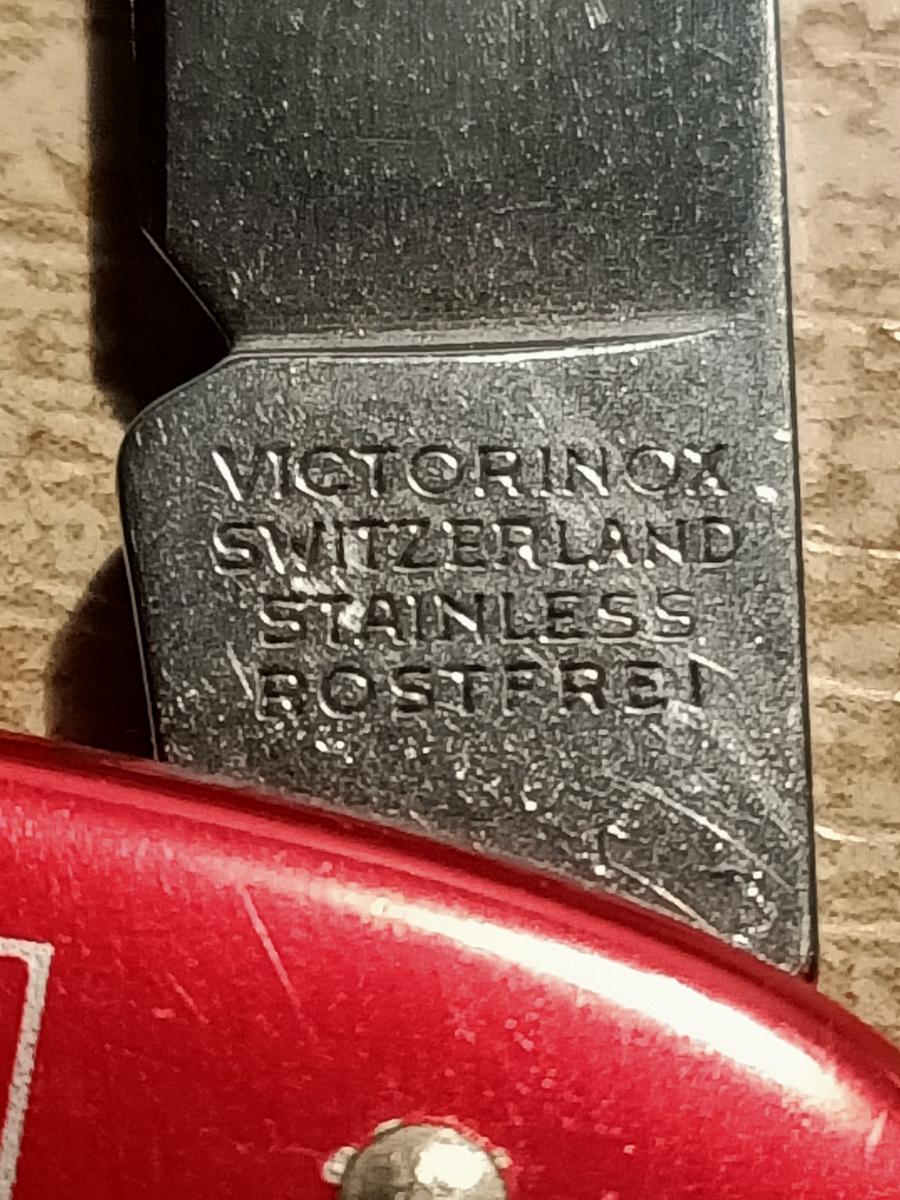 VICTORINOX
SWITZERLAND
STAINLESS
ROSTFREI